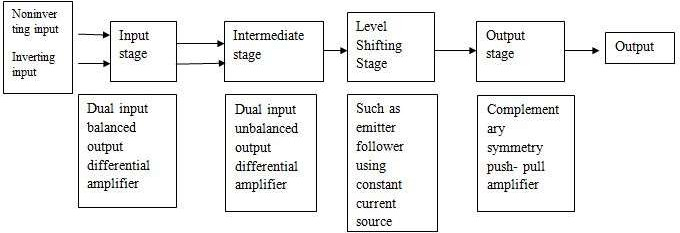 Noninver
ting input
Inverting
input
Input
stage
Intermediate
stage
Level
Shifting
Stage
Output
stage
Output
Dual input
balanced
output
differential
amplifier
Dual input
unbalanced
output
differential
amplifier
Such as
emitter
follower
using
constant
current
source
Complement
ary
symmetry
push- pull
amplifier